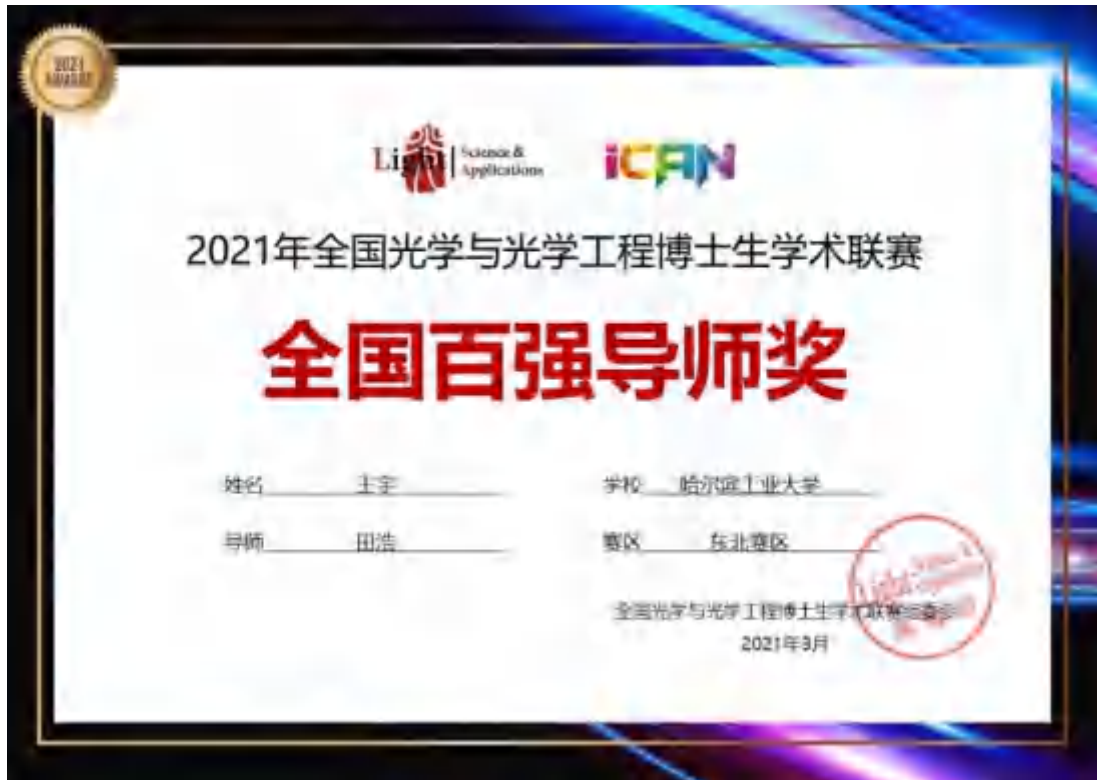 2021
AWARDS
Light Science & Applications
iCAN
2021年全国光学与光学工程博士生学术联赛
全国百强导师奖
姓名 王宇 学校 哈尔滨工业大学
导师 田浩 赛区 东北赛区
全国光学与光学工程博士生学术联赛组委会
2021年3月